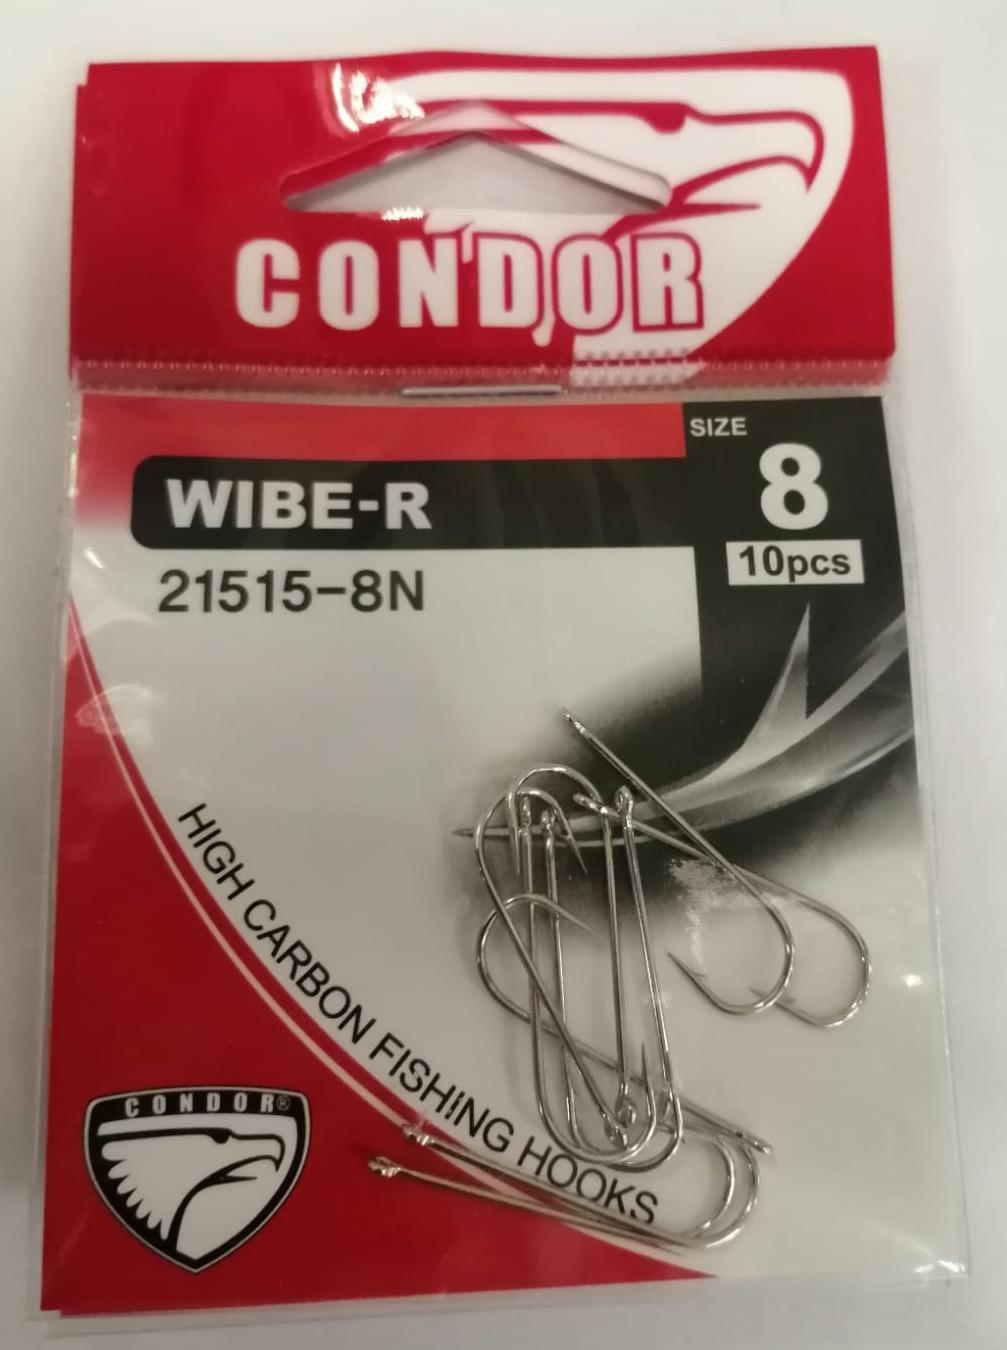 CONDOR
SIZE
8
10pcs
WIBE-R
21515-8N
HIGH CARBON FISHING HOOKS
CONDOR®